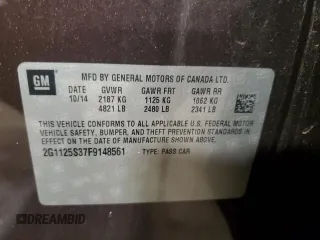 GM
MFD BY GENERAL MOTORS OF CANADA LTD.
DATE GVWR GAWR FRT GAWR RR
10/14 2187 KG 1125 KG 1062 KG
4821 LB 2480 LB 2341 LB
THIS VEHICLE CONFORMS TO ALL APPLICABLE U.S. FEDERAL MOTOR
VEHICLE SAFETY, BUMPER, AND THEFT PREVENTION STANDARDS IN
EFFECT ON THE DATE OF MANUFACTURE SHOWN ABOVE.
2G1125S37F9148561 TYPE: PASS CAR
DREAMBID